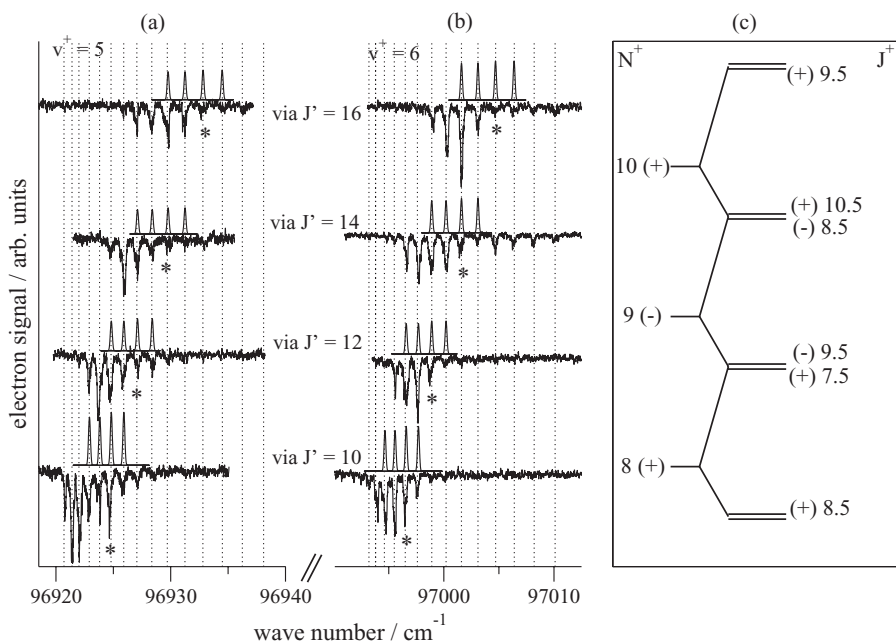 (a)
(b)
(c)
v⁺ = 5
v⁺ = 6
via J' = 16
*
*
via J' = 14
*
*
via J' = 12
*
*
via J' = 10
*
*
electron signal / arb. units
96920
96930
96940
97000
97010
wave number / cm⁻¹
N⁺
J⁺
(+) 9.5
10 (+)
(+) 10.5
(-) 8.5
9 (-)
(-) 9.5
(+) 7.5
8 (+)
(+) 8.5